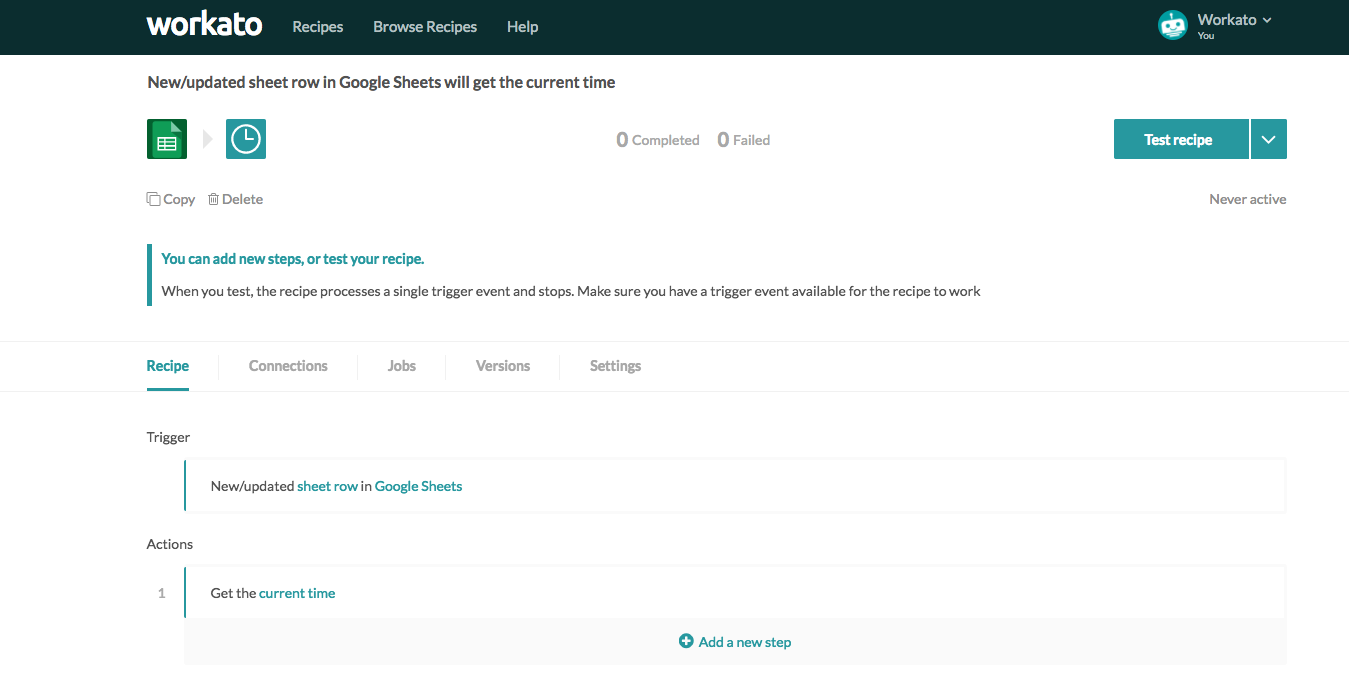 workato Recipes Browse Recipes Help Workato
You
New/updated sheet row in Google Sheets will get the current time
0 Completed 0 Failed Test recipe
Copy Delete Never active
You can add new steps, or test your recipe.
When you test, the recipe processes a single trigger event and stops. Make sure you have a trigger event available for the recipe to work
Recipe Connections Jobs Versions Settings
Trigger
New/updated sheet row in Google Sheets
Actions
1 Get the current time
Add a new step